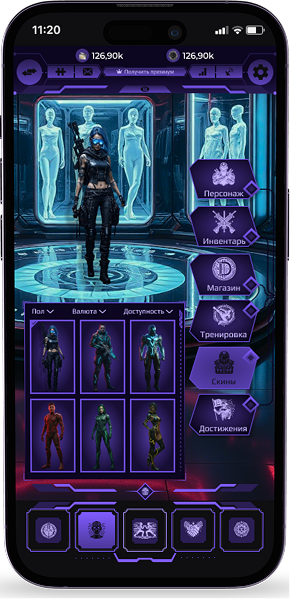 11:20
126,90k
126,90k
Получить премиум
Персонаж
Инвентарь
Магазин
Тренировка
Пол Валюта Доступность
Скины
Достижения